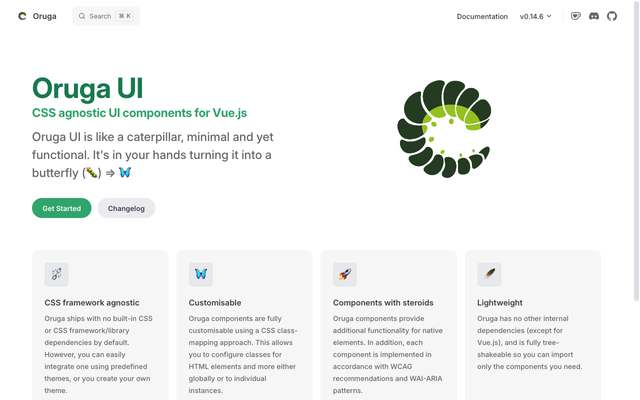 Oruga
Search ⌘ K
Documentation
v0.14.6
Oruga UI
CSS agnostic UI components for Vue.js
Oruga UI is like a caterpillar, minimal and yet
functional. It's in your hands turning it into a
butterfly (🐛) ⇒ 🦋
Get Started
Changelog
CSS framework agnostic
Oruga ships with no built-in CSS
or CSS framework/library
dependencies by default.
However, you can easily
integrate one using predefined
themes, or you create your own
theme.
Customisable
Oruga components are fully
customisable using a CSS class-
mapping approach. This allows
you to configure classes for
HTML elements and more either
globally or to individual
instances.
Components with steroids
Oruga components provide
additional functionality for native
elements. In addition, each
component is implemented in
accordance with WCAG
recommendations and WAI-ARIA
patterns.
Lightweight
Oruga has no other internal
dependencies (except for
Vue.js), and is fully tree-
shakeable so you can import
only the components you need.